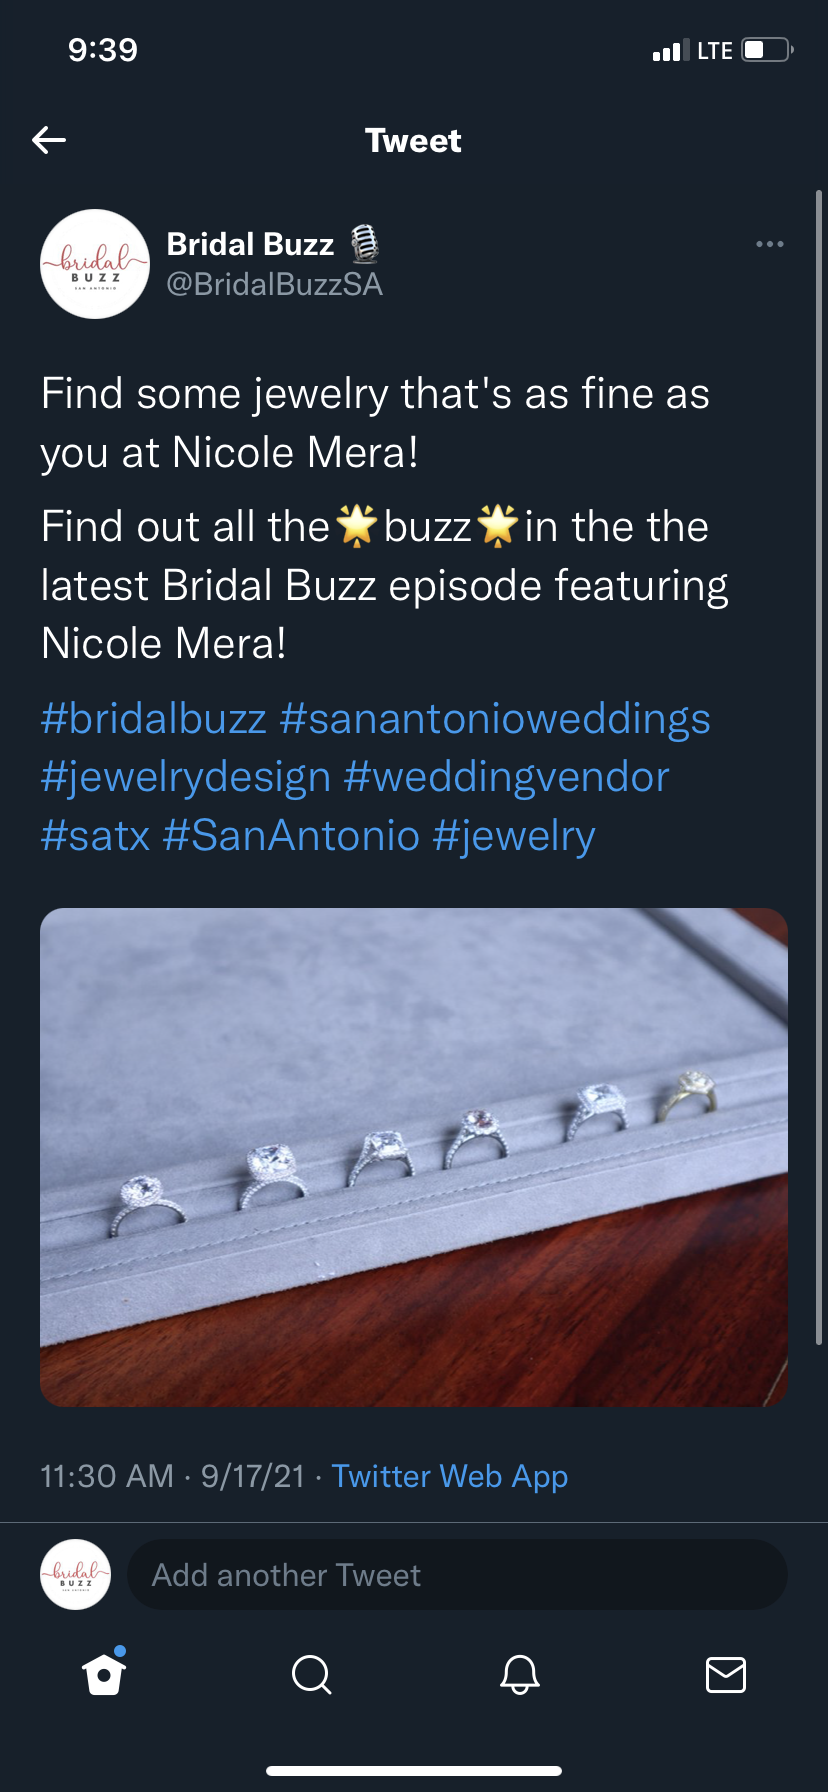 9:39
LTE
Tweet
bridal
BUZZ
SAN ANTONIO
Bridal Buzz 🎙
@BridalBuzzSA
Find some jewelry that's as fine as
you at Nicole Mera!
Find out all the🌟buzz🌟in the the
latest Bridal Buzz episode featuring
Nicole Mera!
#bridalbuzz #sanantonioweddings
#jewelrydesign #weddingvendor
#satx #SanAntonio #jewelry
11:30 AM · 9/17/21 · Twitter Web App
bridal
BUZZ
Add another Tweet